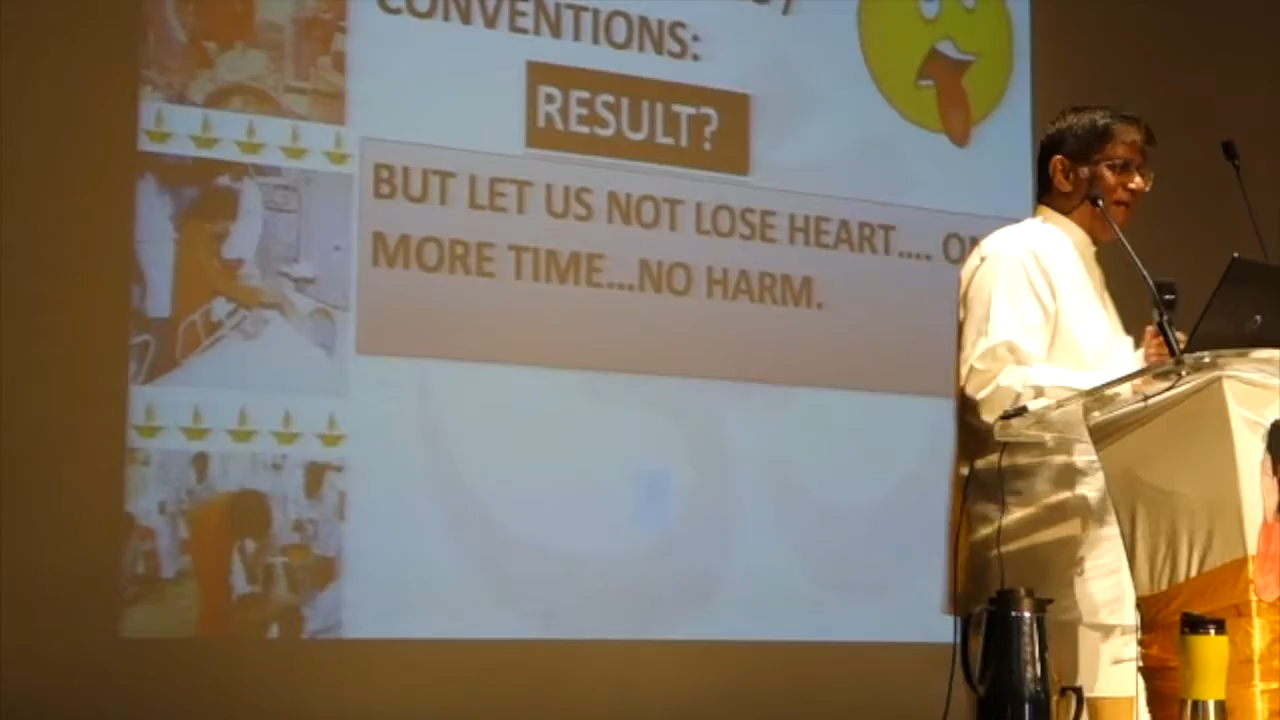 CONVENTIONS:
RESULT?
BUT LET US NOT LOSE HEART....
MORE TIME...NO HARM.